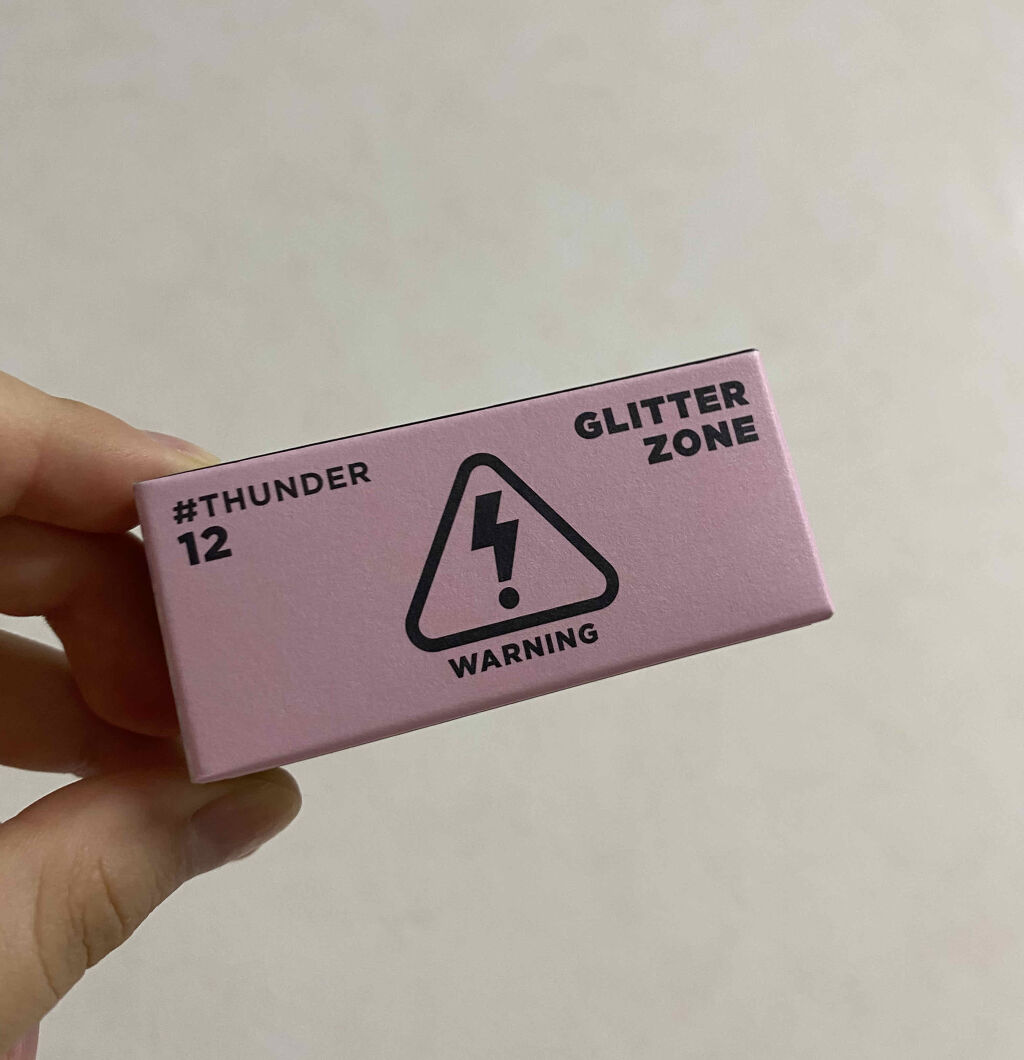 #THUNDER
12
GLITTER
ZONE
WARNING